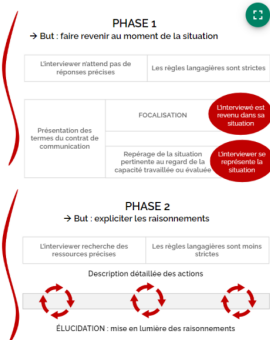 PHASE 1
→ But : faire revenir au moment de la situation
L'interviewer n'attend pas de
réponses précises
Les règles langagières sont strictes
Présentation des
termes du contrat de
communication
FOCALISATION
L'interviewé est
revenu dans sa
situation
Repérage de la situation
pertinente au regard de la
capacité travaillée ou évaluée
L'interviewer se
représente la
situation
PHASE 2
→ But : expliciter les raisonnements
L'interviewer recherche des
ressources précises
Les règles langagières sont moins
strictes
Description détaillée des actions
ÉLUCIDATION : mise en lumière des raisonnements